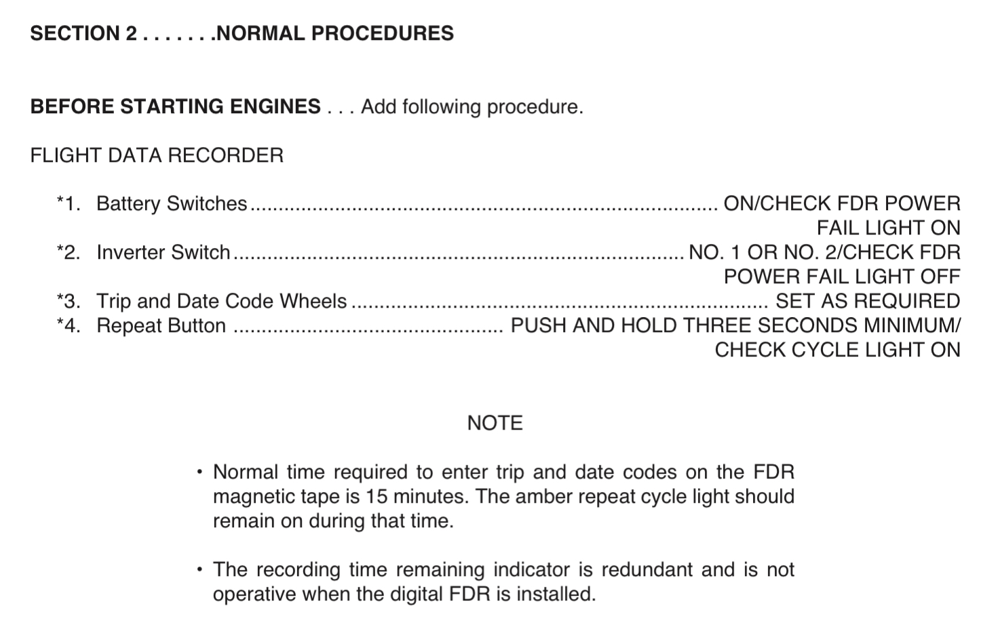 SECTION 2 . . . . . . .NORMAL PROCEDURES
BEFORE STARTING ENGINES . . . Add following procedure.
FLIGHT DATA RECORDER
*1. Battery Switches................................................................................... ON/CHECK FDR POWER
FAIL LIGHT ON
*2. Inverter Switch................................................................................ NO. 1 OR NO. 2/CHECK FDR
POWER FAIL LIGHT OFF
*3. Trip and Date Code Wheels .......................................................................... SET AS REQUIRED
*4. Repeat Button ................................................ PUSH AND HOLD THREE SECONDS MINIMUM/
CHECK CYCLE LIGHT ON
NOTE
• Normal time required to enter trip and date codes on the FDR
magnetic tape is 15 minutes. The amber repeat cycle light should
remain on during that time.
• The recording time remaining indicator is redundant and is not
operative when the digital FDR is installed.